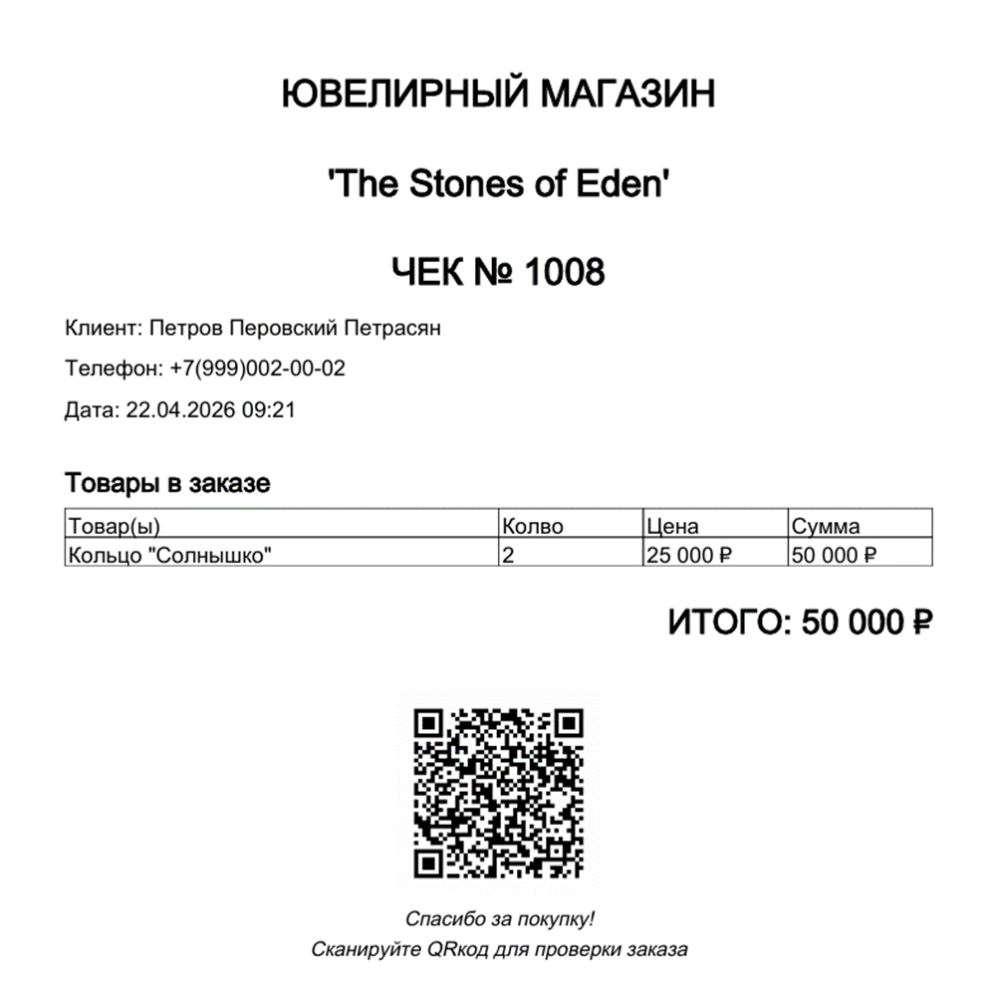 ЮВЕЛИРНЫЙ МАГАЗИН
'The Stones of Eden'
ЧЕК № 1008
Клиент: Петров Перовский Петрасян
Телефон: +7(999)002-00-02
Дата: 22.04.2026 09:21
Товары в заказе
Товар(ы) Колво Цена Сумма
Кольцо "Солнышко" 2 25 000 ₽ 50 000 ₽
ИТОГО: 50 000 ₽
Спасибо за покупку!
Сканируйте QRкод для проверки заказа